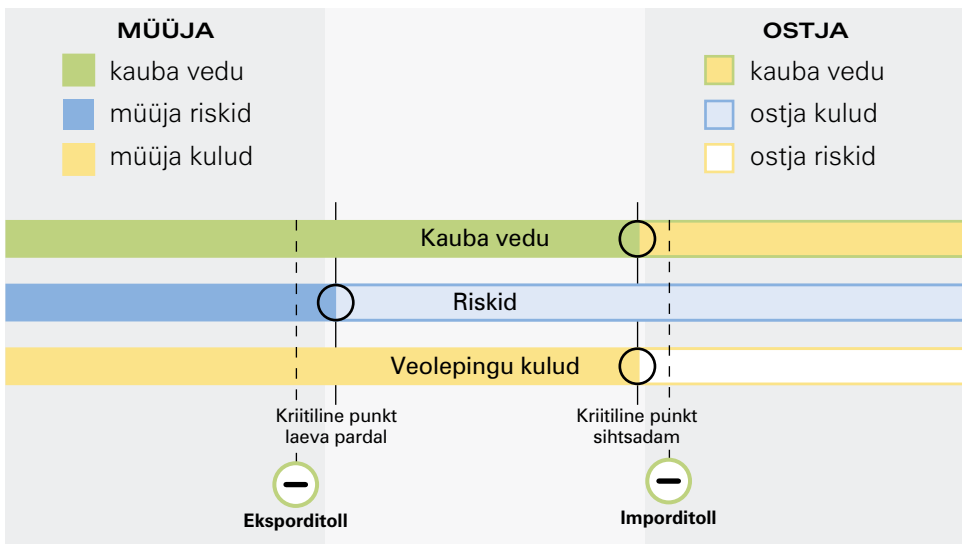 MÜÜJA
kauba vedu
müüja riskid
müüja kulud
OSTJA
kauba vedu
ostja kulud
ostja riskid
Kauba vedu
Riskid
Veolepingu kulud
Kriitiline punkt
laeva pardal
Kriitiline punkt
sihtsadam
Eksporditoll
Imporditoll